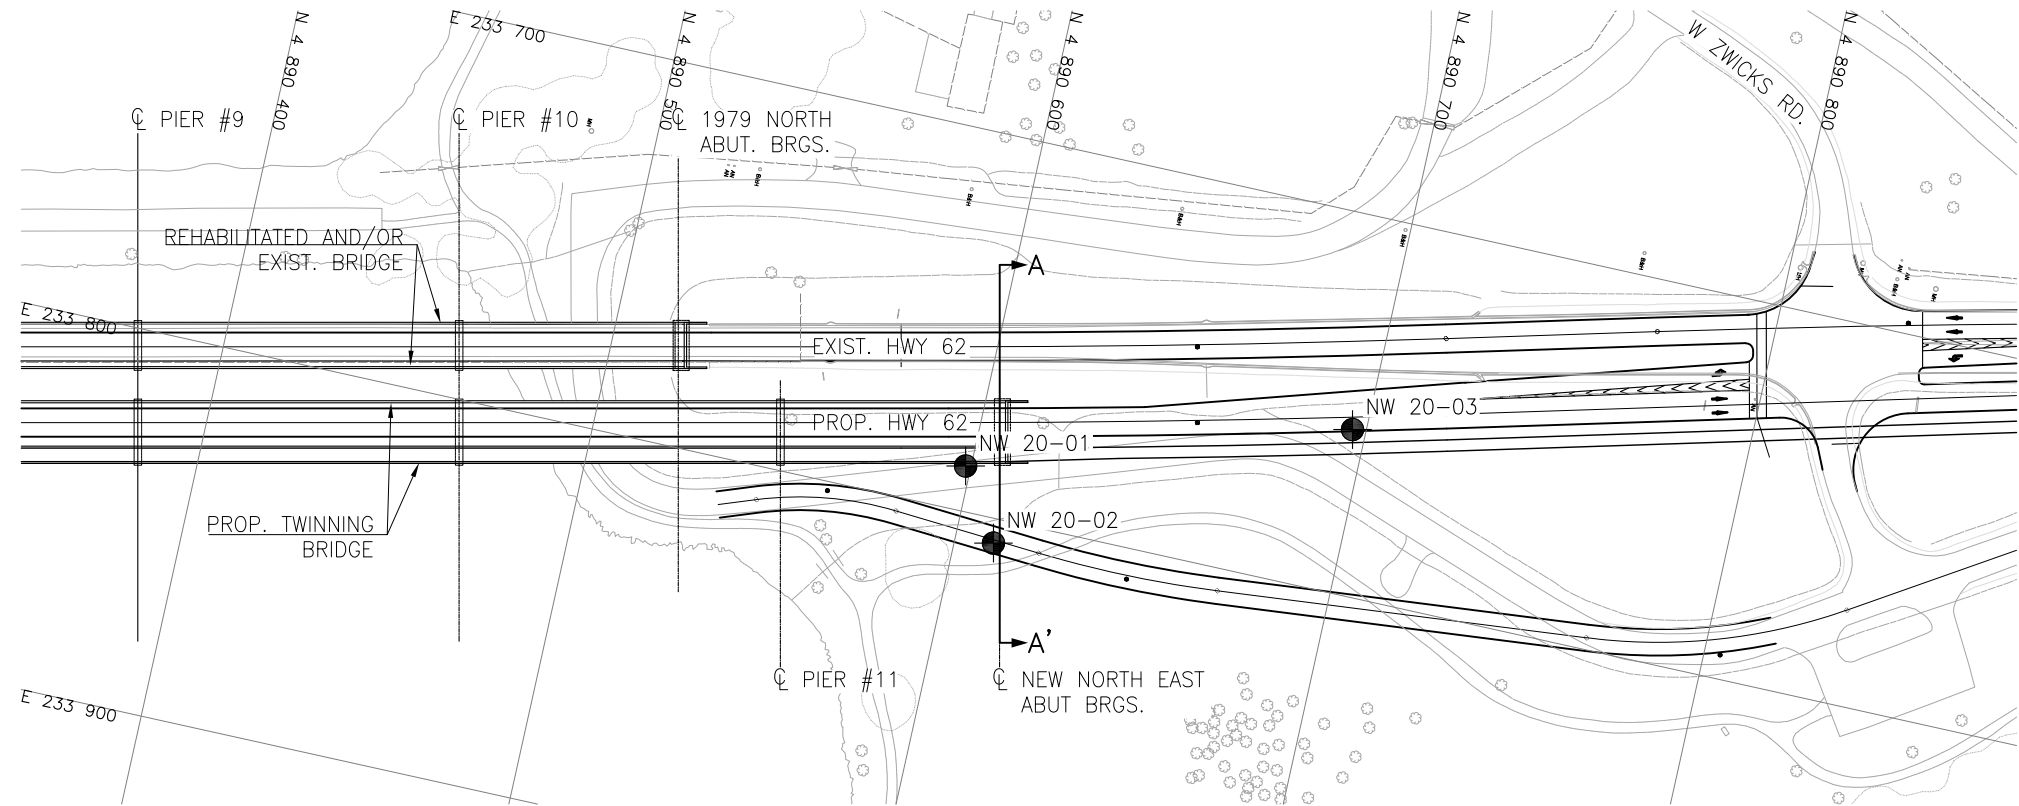 E 233 700
N 4 890 400
N 4 890 500
N 4 890 600
N 4 890 700
N 4 890 800
W ZWICKS RD.
℄ PIER #9
℄ PIER #10
℄ 1979 NORTH
ABUT. BRGS.
REHABILITATED AND/OR
EXIST. BRIDGE
A
E 233 800
EXIST. HWY 62
PROP. HWY 62
NW 20-03
NW 20-01
NW 20-02
PROP. TWINNING
BRIDGE
A'
℄ PIER #11
℄ NEW NORTH EAST
ABUT BRGS.
E 233 900